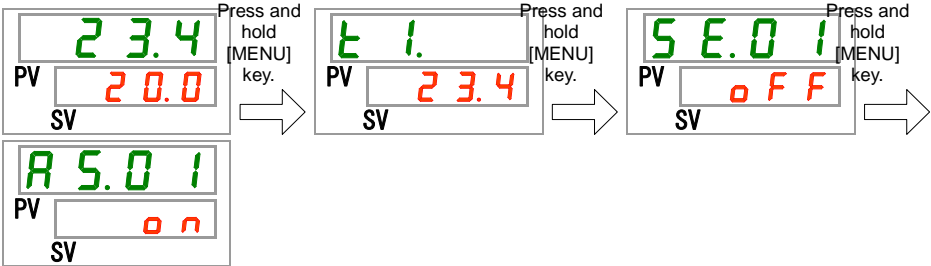 23.4
PV
20.0
SV
Press and
hold
[MENU]
key.
t1.
PV
23.4
SV
Press and
hold
[MENU]
key.
SE.01
PV
oFF
SV
Press and
hold
[MENU]
key.
AS.01
PV
on
SV